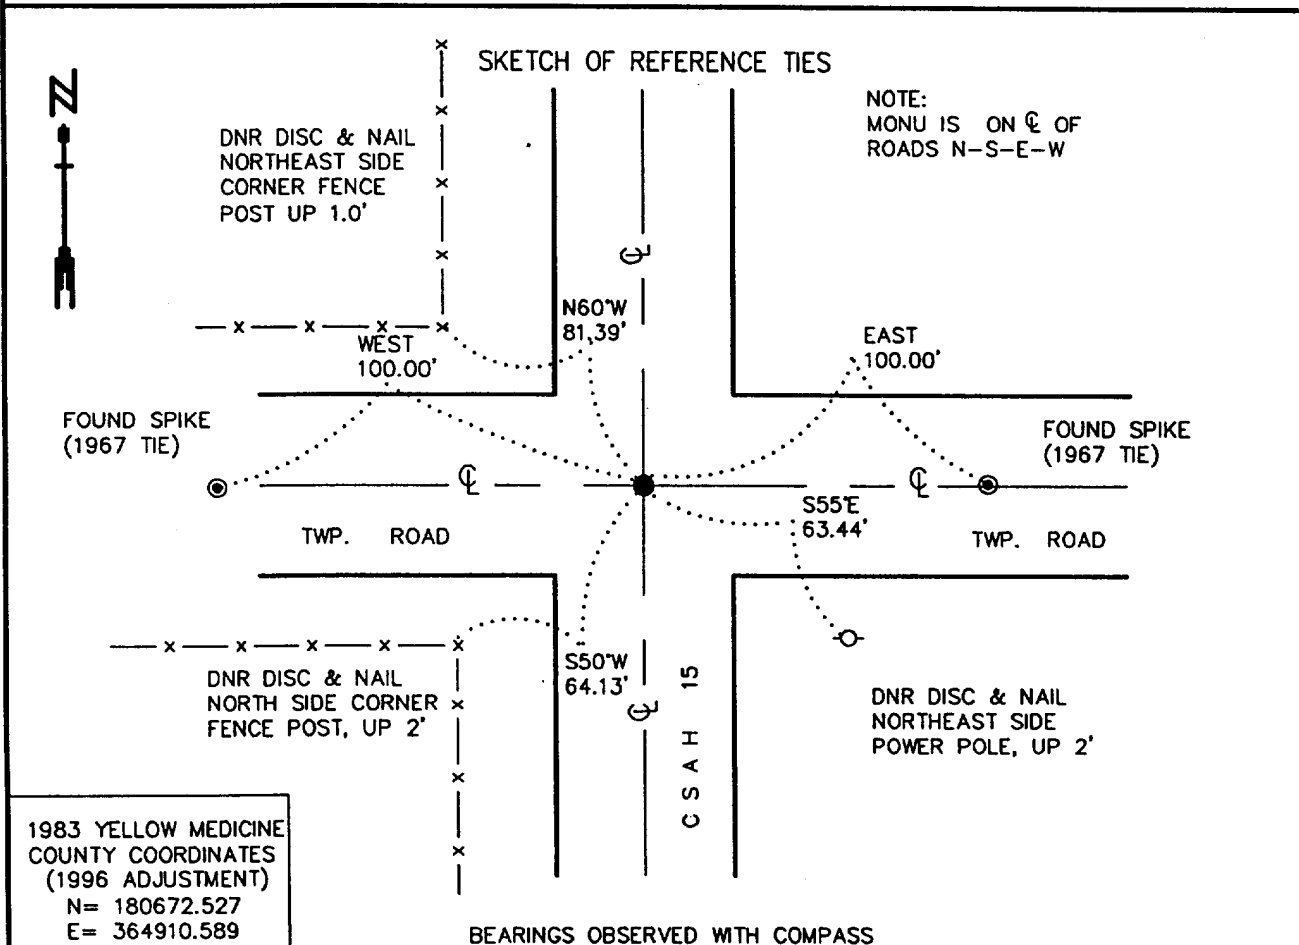 SKETCH OF REFERENCE TIES
N
NOTE:
MONU IS ON ℄ OF
ROADS N-S-E-W
DNR DISC & NAIL
NORTHEAST SIDE
CORNER FENCE
POST UP 1.0'
℄
N60°W
81.39'
WEST
100.00'
EAST
100.00'
FOUND SPIKE
(1967 TIE)
FOUND SPIKE
(1967 TIE)
℄
℄
S55°E
63.44'
TWP. ROAD
TWP. ROAD
S50°W
64.13'
℄
CSAH 15
DNR DISC & NAIL
NORTH SIDE CORNER
FENCE POST, UP 2'
DNR DISC & NAIL
NORTHEAST SIDE
POWER POLE, UP 2'
1983 YELLOW MEDICINE
COUNTY COORDINATES
(1996 ADJUSTMENT)
N= 180672.527
E= 364910.589
BEARINGS OBSERVED WITH COMPASS